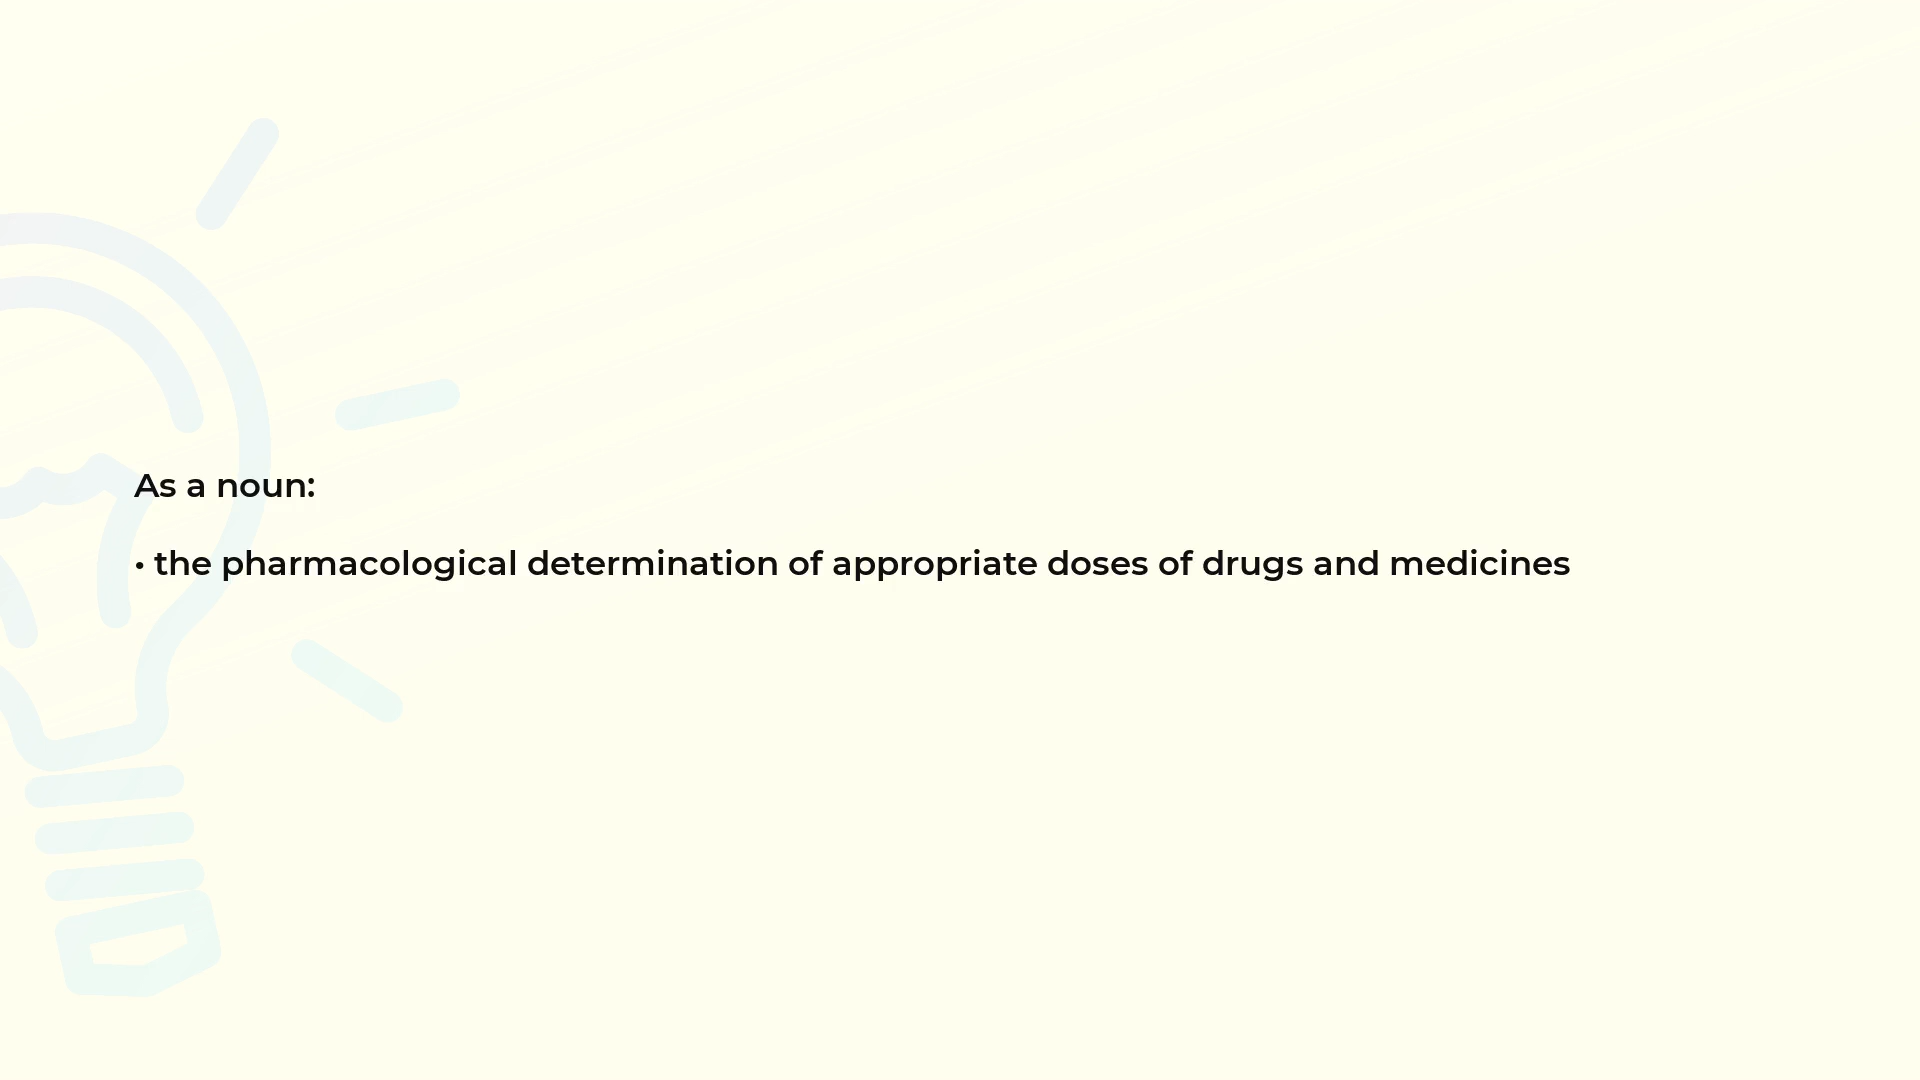 As a noun:
• the pharmacological determination of appropriate doses of drugs and medicines